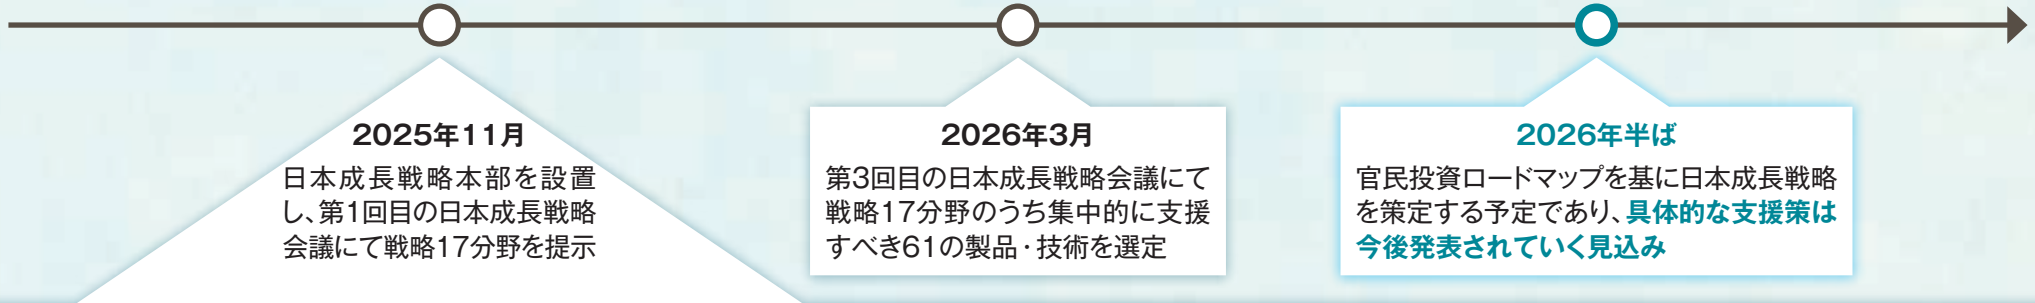 2025年11月
日本成長戦略本部を設置
し、第1回目の日本成長戦略
会議にて戦略17分野を提示
2026年3月
第3回目の日本成長戦略会議にて
戦略17分野のうち集中的に支援
すべき61の製品・技術を選定
2026年半ば
官民投資ロードマップを基に日本成長戦略
を策定する予定であり、具体的な支援策は
今後発表されていく見込み